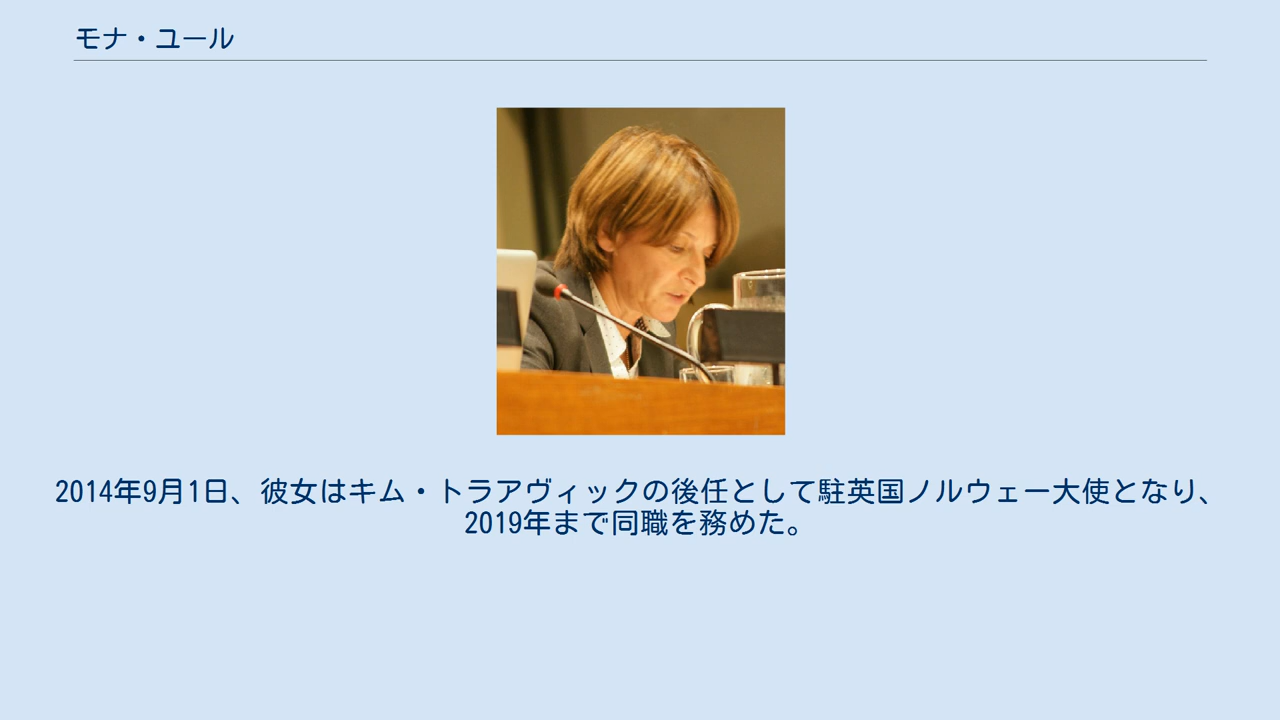 モナ・ユール
2014年9月1日、彼女はキム・トラアヴィックの後任として駐英国ノルウェー大使となり、
2019年まで同職を務めた。